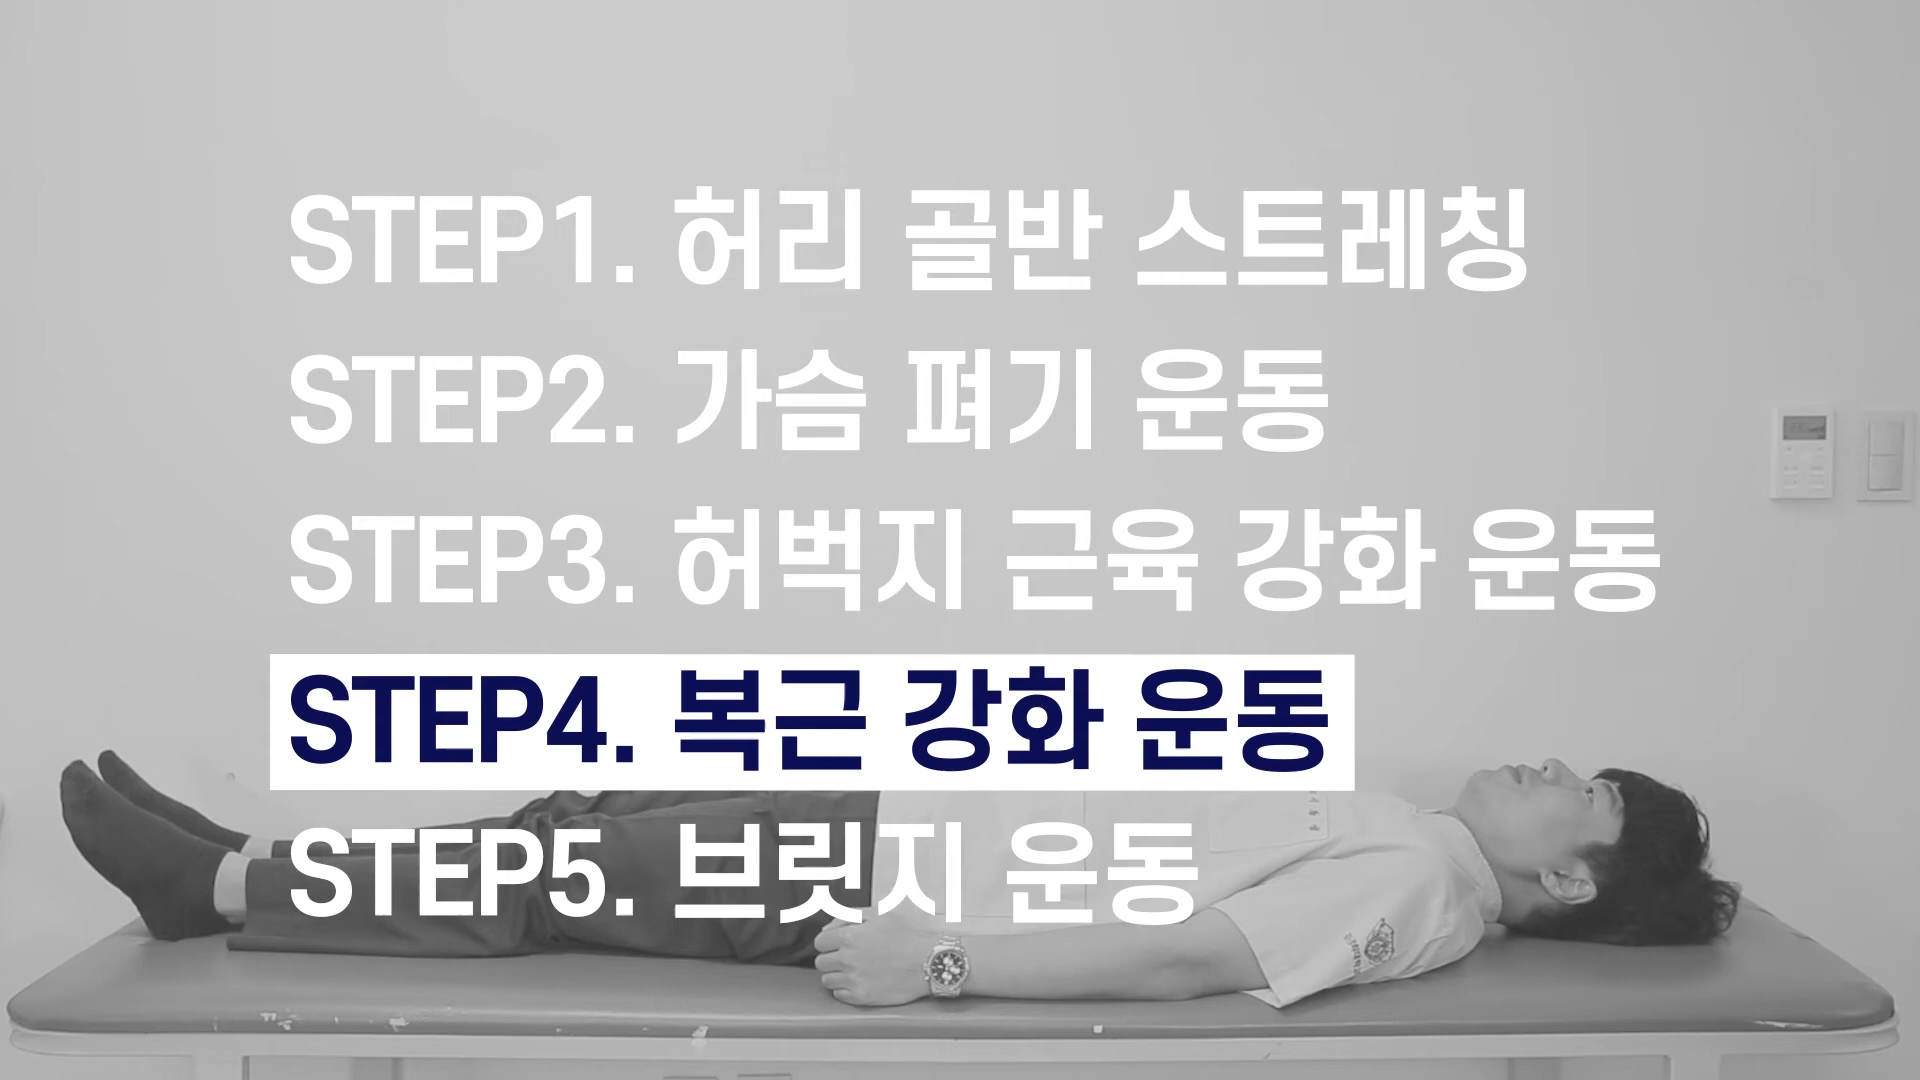 STEP1. 허리 골반 스트레칭
STEP2. 가슴 펴기 운동
STEP3. 허벅지 근육 강화 운동
STEP4. 복근 강화 운동
STEP5. 브릿지 운동